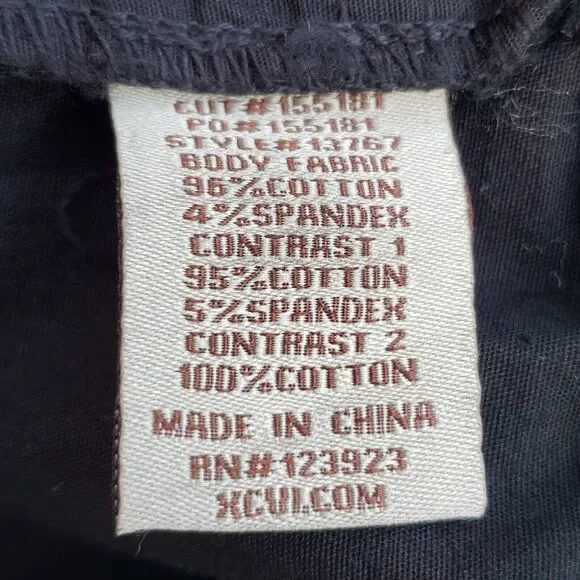 CUT#155181
PO#155181
STYLE#13767
BODY FABRIC
96%COTTON
4%SPANDEX
CONTRAST 1
95%COTTON
5%SPANDEX
CONTRAST 2
100%COTTON
MADE IN CHINA
RN#123923
XCVI.COM